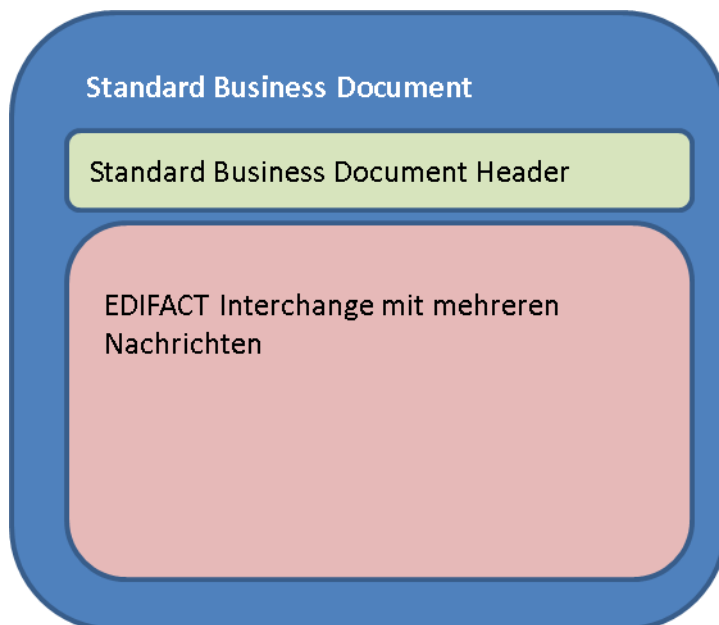 Standard Business Document
Standard Business Document Header
EDIFACT Interchange mit mehreren
Nachrichten